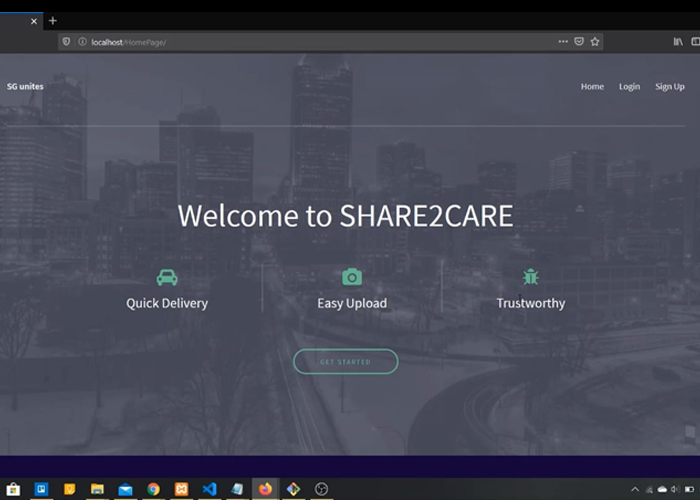 localhost/HomePage/
SG unites
Home Login Sign Up
Welcome to SHARE2CARE
Quick Delivery Easy Upload Trustworthy
GET STARTED